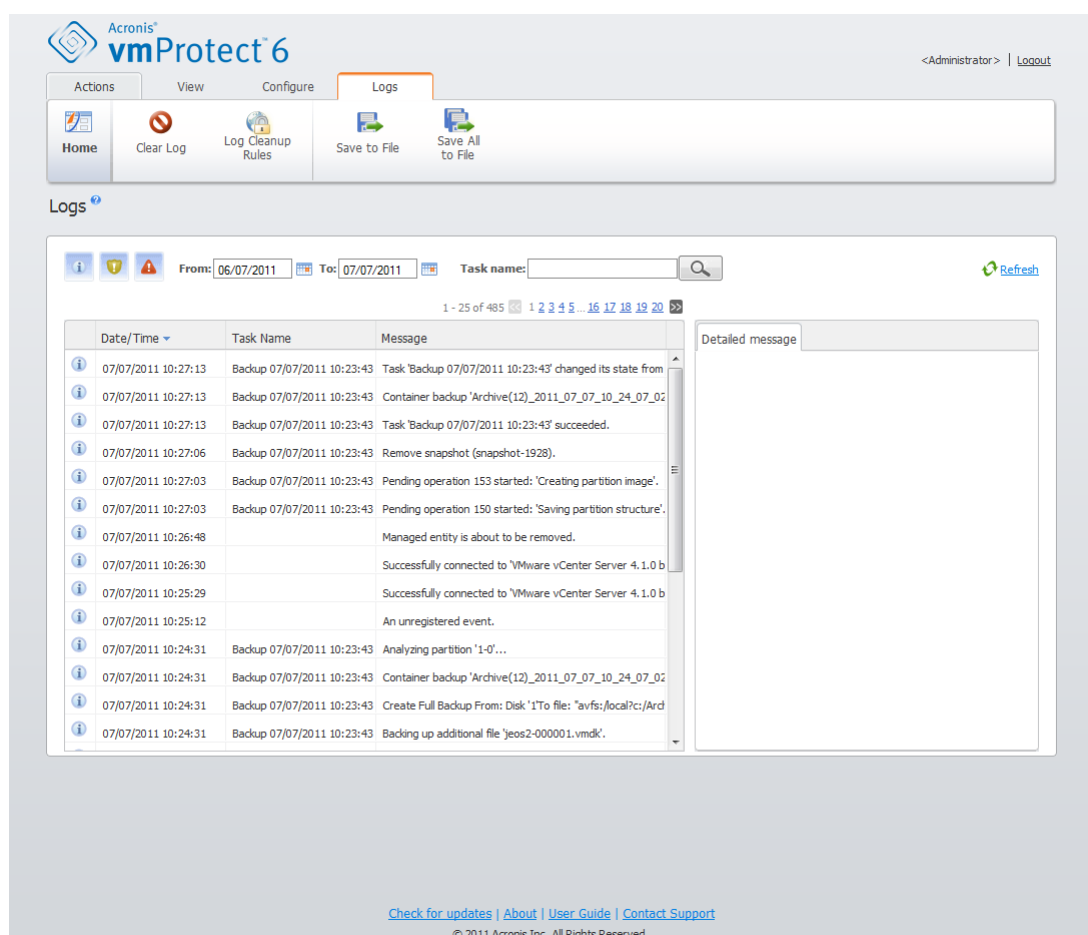 Acronis®
vmProtect™6
<Administrator> | Logout
Actions View Configure Logs
Home Clear Log Log Cleanup Rules Save to File Save All to File
Logs
From: 06/07/2011 To: 07/07/2011 Task name: Refresh
1 - 25 of 485 1 2 3 4 5 ... 16 17 18 19 20
Date/Time Task Name Message Detailed message
07/07/2011 10:27:13 Backup 07/07/2011 10:23:43 Task 'Backup 07/07/2011 10:23:43' changed its state from
07/07/2011 10:27:13 Backup 07/07/2011 10:23:43 Container backup 'Archive(12)_2011_07_07_10_24_07_02
07/07/2011 10:27:13 Backup 07/07/2011 10:23:43 Task 'Backup 07/07/2011 10:23:43' succeeded.
07/07/2011 10:27:06 Backup 07/07/2011 10:23:43 Remove snapshot (snapshot-1928).
07/07/2011 10:27:03 Backup 07/07/2011 10:23:43 Pending operation 153 started: 'Creating partition image'.
07/07/2011 10:27:03 Backup 07/07/2011 10:23:43 Pending operation 150 started: 'Saving partition structure'.
07/07/2011 10:26:48 Managed entity is about to be removed.
07/07/2011 10:26:30 Successfully connected to 'VMware vCenter Server 4.1.0 b
07/07/2011 10:25:29 Successfully connected to 'VMware vCenter Server 4.1.0 b
07/07/2011 10:25:12 An unregistered event.
07/07/2011 10:24:31 Backup 07/07/2011 10:23:43 Analyzing partition '1-0'...
07/07/2011 10:24:31 Backup 07/07/2011 10:23:43 Container backup 'Archive(12)_2011_07_07_10_24_07_02
07/07/2011 10:24:31 Backup 07/07/2011 10:23:43 Create Full Backup From: Disk '1'To file: "avfs:/local?c:/Arch
07/07/2011 10:24:31 Backup 07/07/2011 10:23:43 Backing up additional file 'jeos2-000001.vmdk'.
Check for updates | About | User Guide | Contact Support
© 2011 Acronis Inc. All Rights Reserved.